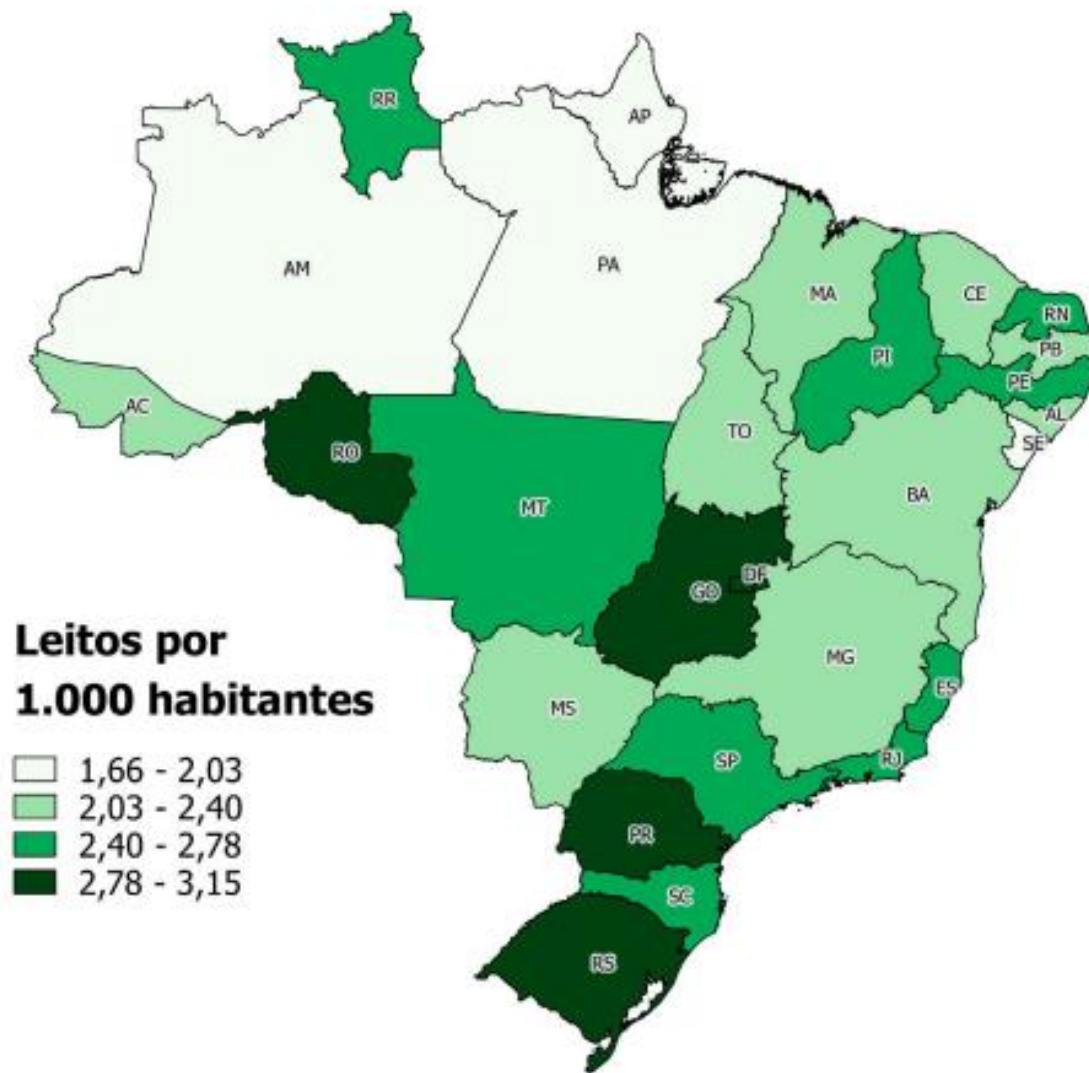 RR
AP
AM
PA
MA
CE
RN
PB
PI
PE
AC
AL
TO
SE
RO
BA
MT
DF
GO
Leitos por
1.000 habitantes
MG
ES
MS
SP
RJ
1,66 - 2,03
2,03 - 2,40
PR
2,40 - 2,78
2,78 - 3,15
SC
RS